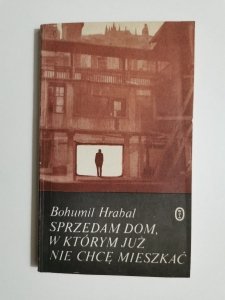 Bohumil Hrabal
SPRZEDAM DOM,
W KTÓRYM JUŻ
NIE CHCĘ MIESZKAĆ